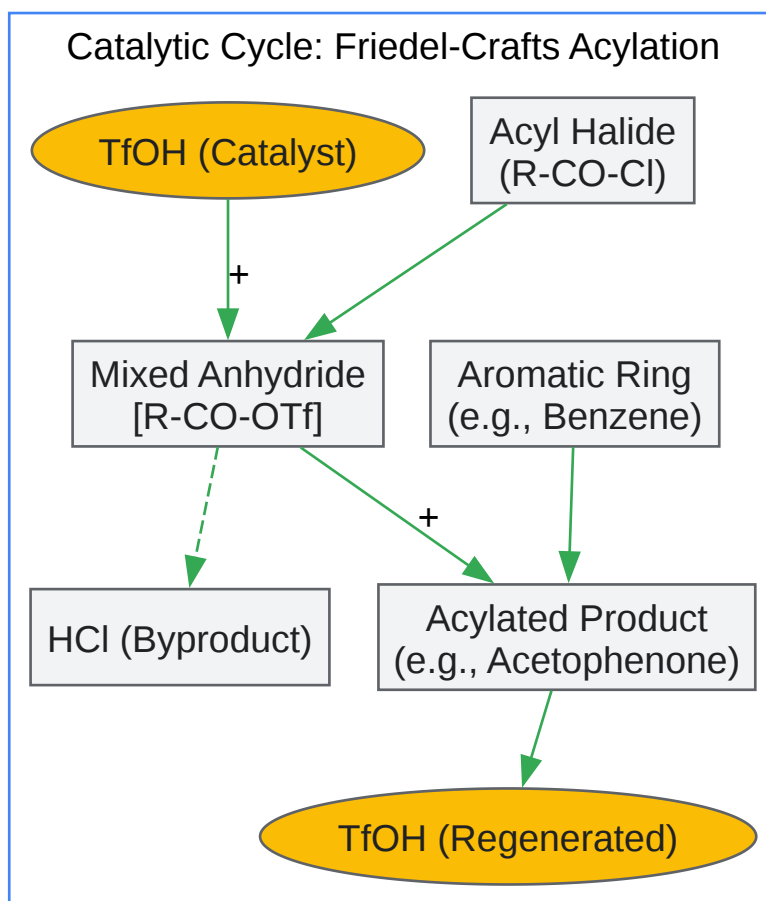 Catalytic Cycle: Friedel-Crafts Acylation
TfOH (Catalyst)
Acyl Halide
(R-CO-Cl)
+
Mixed Anhydride
[R-CO-OTf]
Aromatic Ring
(e.g., Benzene)
+
HCl (Byproduct)
Acylated Product
(e.g., Acetophenone)
TfOH (Regenerated)